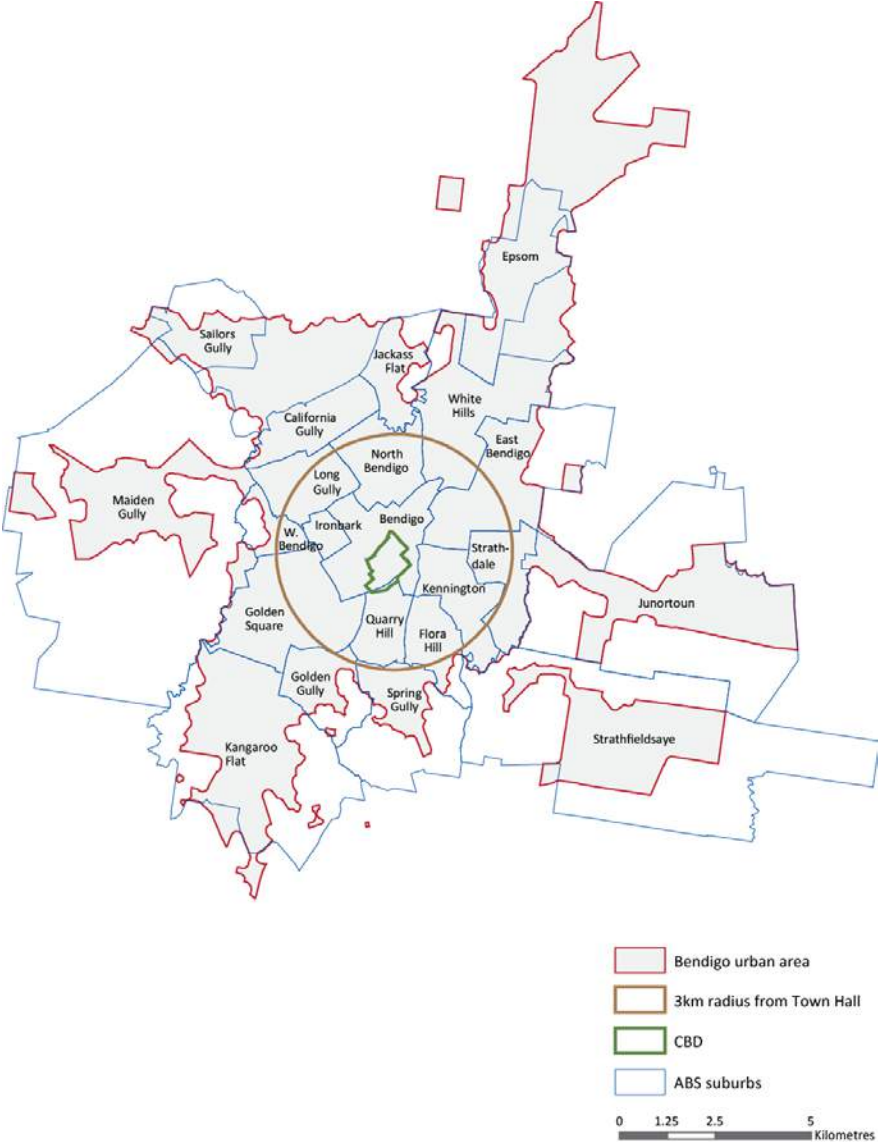 Epsom
Sailors
Gully
Jackass
Flat
White
Hills
California
Gully
East
Bendigo
North
Bendigo
Long
Gully
Maiden
Gully
Ironbark
Bendigo
W.
Bendigo
Strath-
dale
Kennington
Junortoun
Golden
Square
Quarry
Hill
Flora
Hill
Golden
Gully
Spring
Gully
Kangaroo
Flat
Strathfieldsaye
Bendigo urban area
3km radius from Town Hall
CBD
ABS suburbs
0 1.25 2.5 5
Kilometres